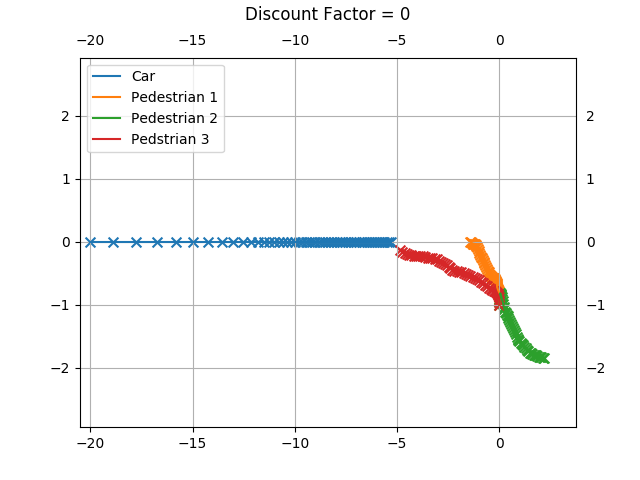 Discount Factor = 0
−20 −15 −10 −5 0
Car
Pedestrian 1
Pedestrian 2
Pedstrian 3
2 2
1 1
0 0
−1 −1
−2 −2
−20 −15 −10 −5 0